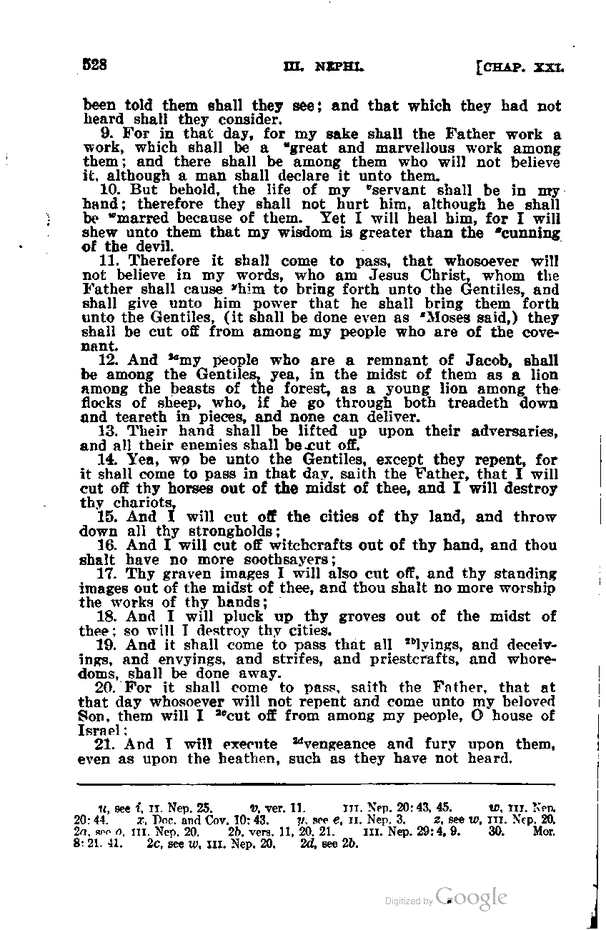 528 III. NEPHI. [CHAP. XXI.
been told them shall they see; and that which they had not
heard shall they consider.
9. For in that day, for my sake shall the Father work a
work, which shall be a ᵘgreat and marvellous work among
them; and there shall be among them who will not believe
it, although a man shall declare it unto them.
10. But behold, the life of my ᵛservant shall be in my
hand; therefore they shall not hurt him, although he shall
be ʷmarred because of them. Yet I will heal him, for I will
shew unto them that my wisdom is greater than the ˣcunning
of the devil.
11. Therefore it shall come to pass, that whosoever will
not believe in my words, who am Jesus Christ, whom the
Father shall cause ʸhim to bring forth unto the Gentiles, and
shall give unto him power that he shall bring them forth
unto the Gentiles, (it shall be done even as ᶻMoses said,) they
shall be cut off from among my people who are of the cove-
nant.
12. And ²ᵃmy people who are a remnant of Jacob, shall
be among the Gentiles, yea, in the midst of them as a lion
among the beasts of the forest, as a young lion among the
flocks of sheep, who, if he go through both treadeth down
and teareth in pieces, and none can deliver.
13. Their hand shall be lifted up upon their adversaries,
and all their enemies shall be cut off.
14. Yea, wo be unto the Gentiles, except they repent, for
it shall come to pass in that day, saith the Father, that I will
cut off thy horses out of the midst of thee, and I will destroy
thy chariots,
15. And I will cut off the cities of thy land, and throw
down all thy strongholds;
16. And I will cut off witchcrafts out of thy hand, and thou
shalt have no more soothsayers;
17. Thy graven images I will also cut off, and thy standing
images out of the midst of thee, and thou shalt no more worship
the works of thy hands;
18. And I will pluck up thy groves out of the midst of
thee; so will I destroy thy cities.
19. And it shall come to pass that all ²ᵇlyings, and deceiv-
ings, and envyings, and strifes, and priestcrafts, and whore-
doms, shall be done away.
20. For it shall come to pass, saith the Father, that at
that day whosoever will not repent and come unto my beloved
Son, them will I ²ᶜcut off from among my people, O house of
Israel;
21. And I will execute ²ᵈvengeance and fury upon them,
even as upon the heathen, such as they have not heard.
u, see f, II. Nep. 25. v, ver. 11. III. Nep. 20: 43, 45. w, III. Nep.
20: 44. x, Doc. and Cov. 10: 43. y, see e, II. Nep. 3. z, see w, III. Nep. 20.
2a, see o, III. Nep. 20. 2b, vers. 11, 20, 21. III. Nep. 29: 4, 9. 30. Mor.
8: 21, 41. 2c, see w, III. Nep. 20. 2d, see 2b.
Digitized by Google